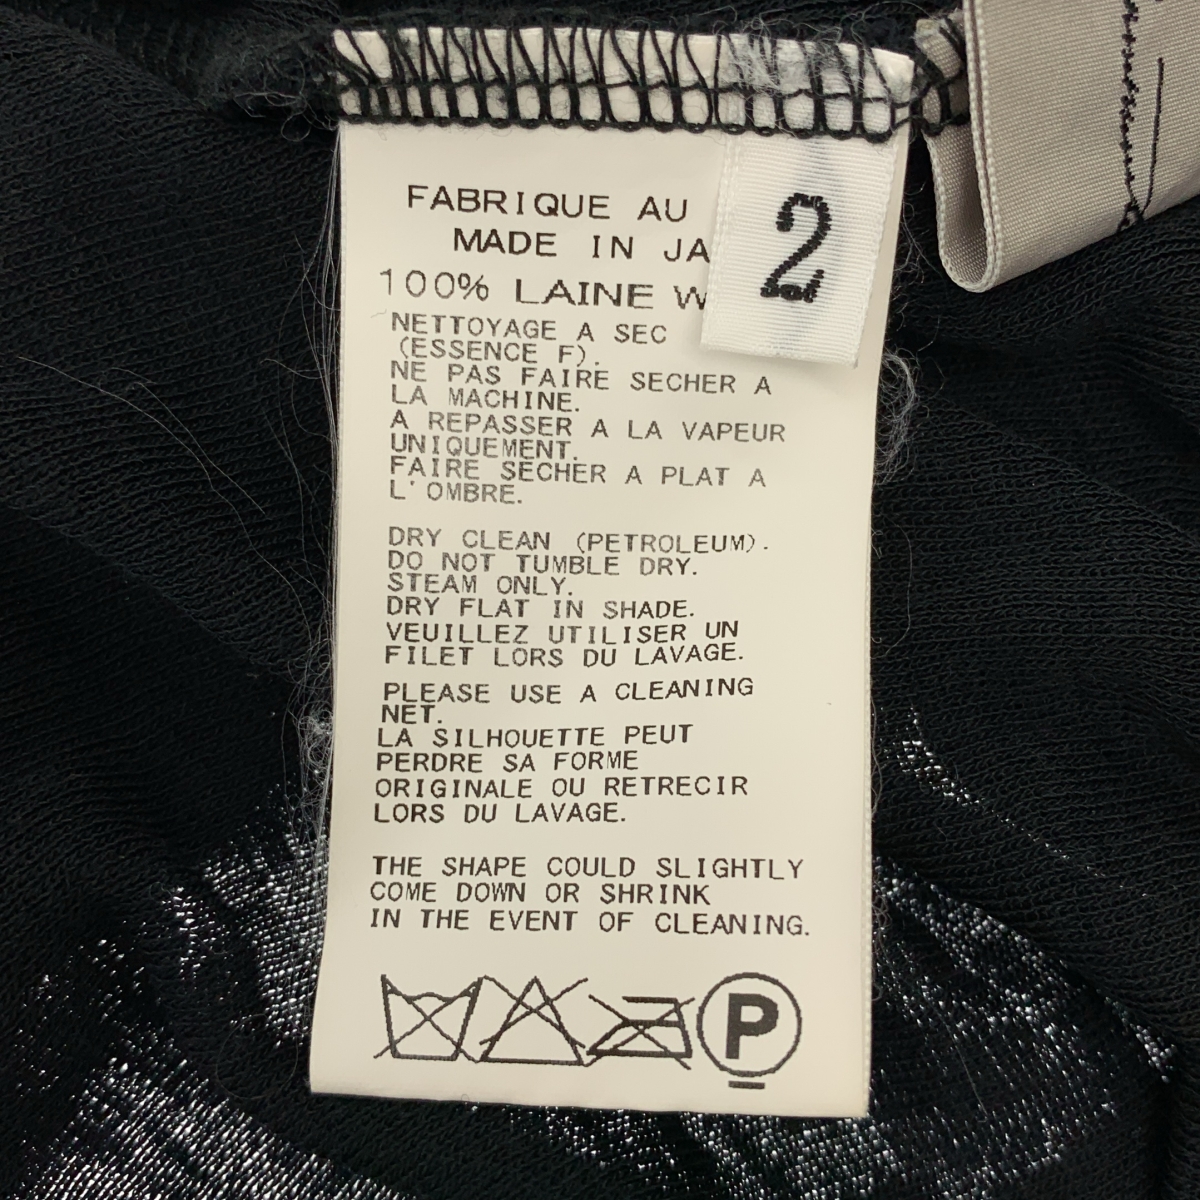 FABRIQUE AU
MADE IN
100% LAINE
2
NETTOYAGE A SEC
(ESSENCE F).
NE PAS FAIRE SECHER A
LA MACHINE.
A REPASSER A LA VAPEUR
UNIQUEMENT.
FAIRE SECHER A PLAT A
L'OMBRE.
DRY CLEAN (PETROLEUM).
DO NOT TUMBLE DRY.
STEAM ONLY.
DRY FLAT IN SHADE.
VEUILLEZ UTILISER UN
FILET LORS DU LAVAGE.
PLEASE USE A CLEANING
NET.
LA SILHOUETTE PEUT
PERDRE SA FORME
ORIGINALE OU RETRECIR
LORS DU LAVAGE.
THE SHAPE COULD SLIGHTLY
COME DOWN OR SHRINK
IN THE EVENT OF CLEANING.
P